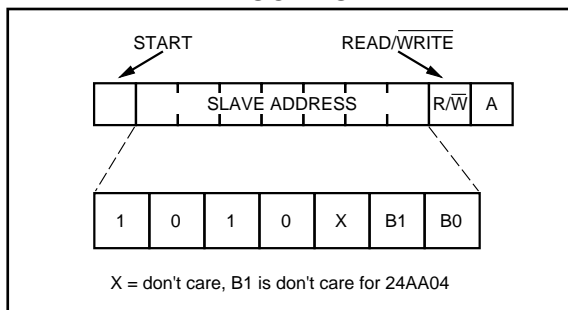 START READ/WRITE
SLAVE ADDRESS R/W A
1 0 1 0 X B1 B0
X = don't care, B1 is don't care for 24AA04